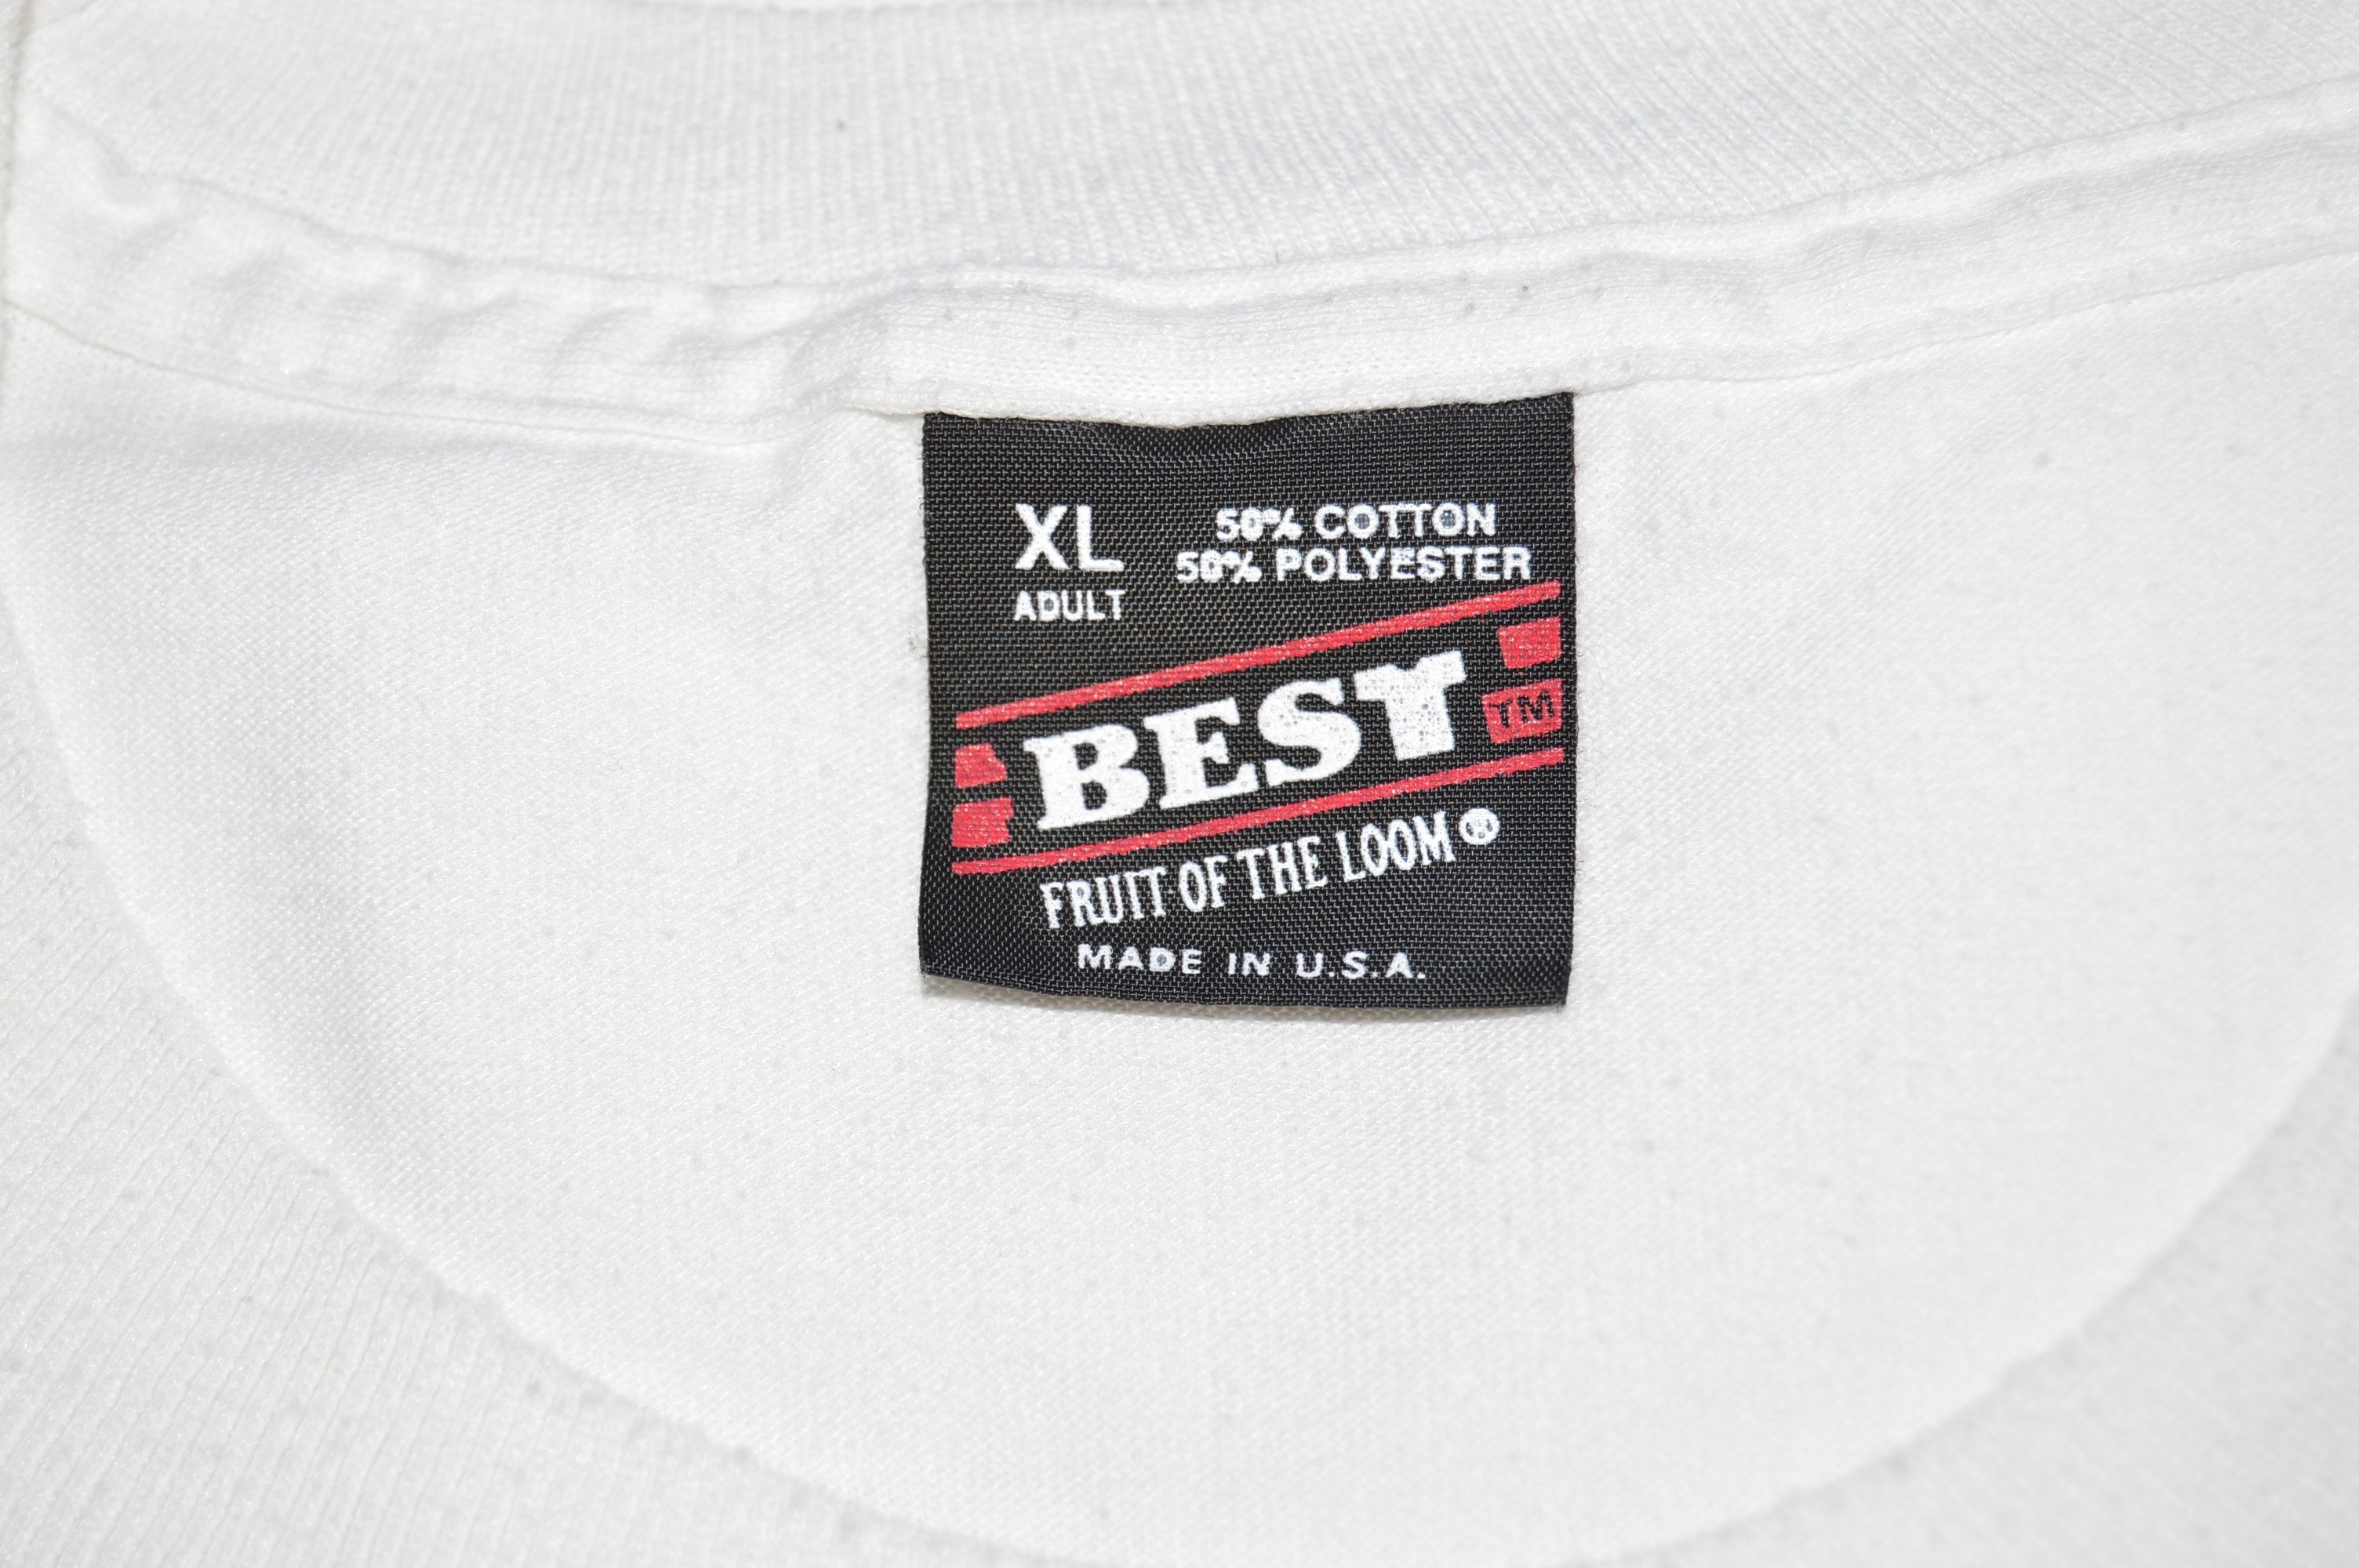 XL
ADULT
50% COTTON
50% POLYESTER
BEST
TM
FRUIT OF THE LOOM®
MADE IN U.S.A.